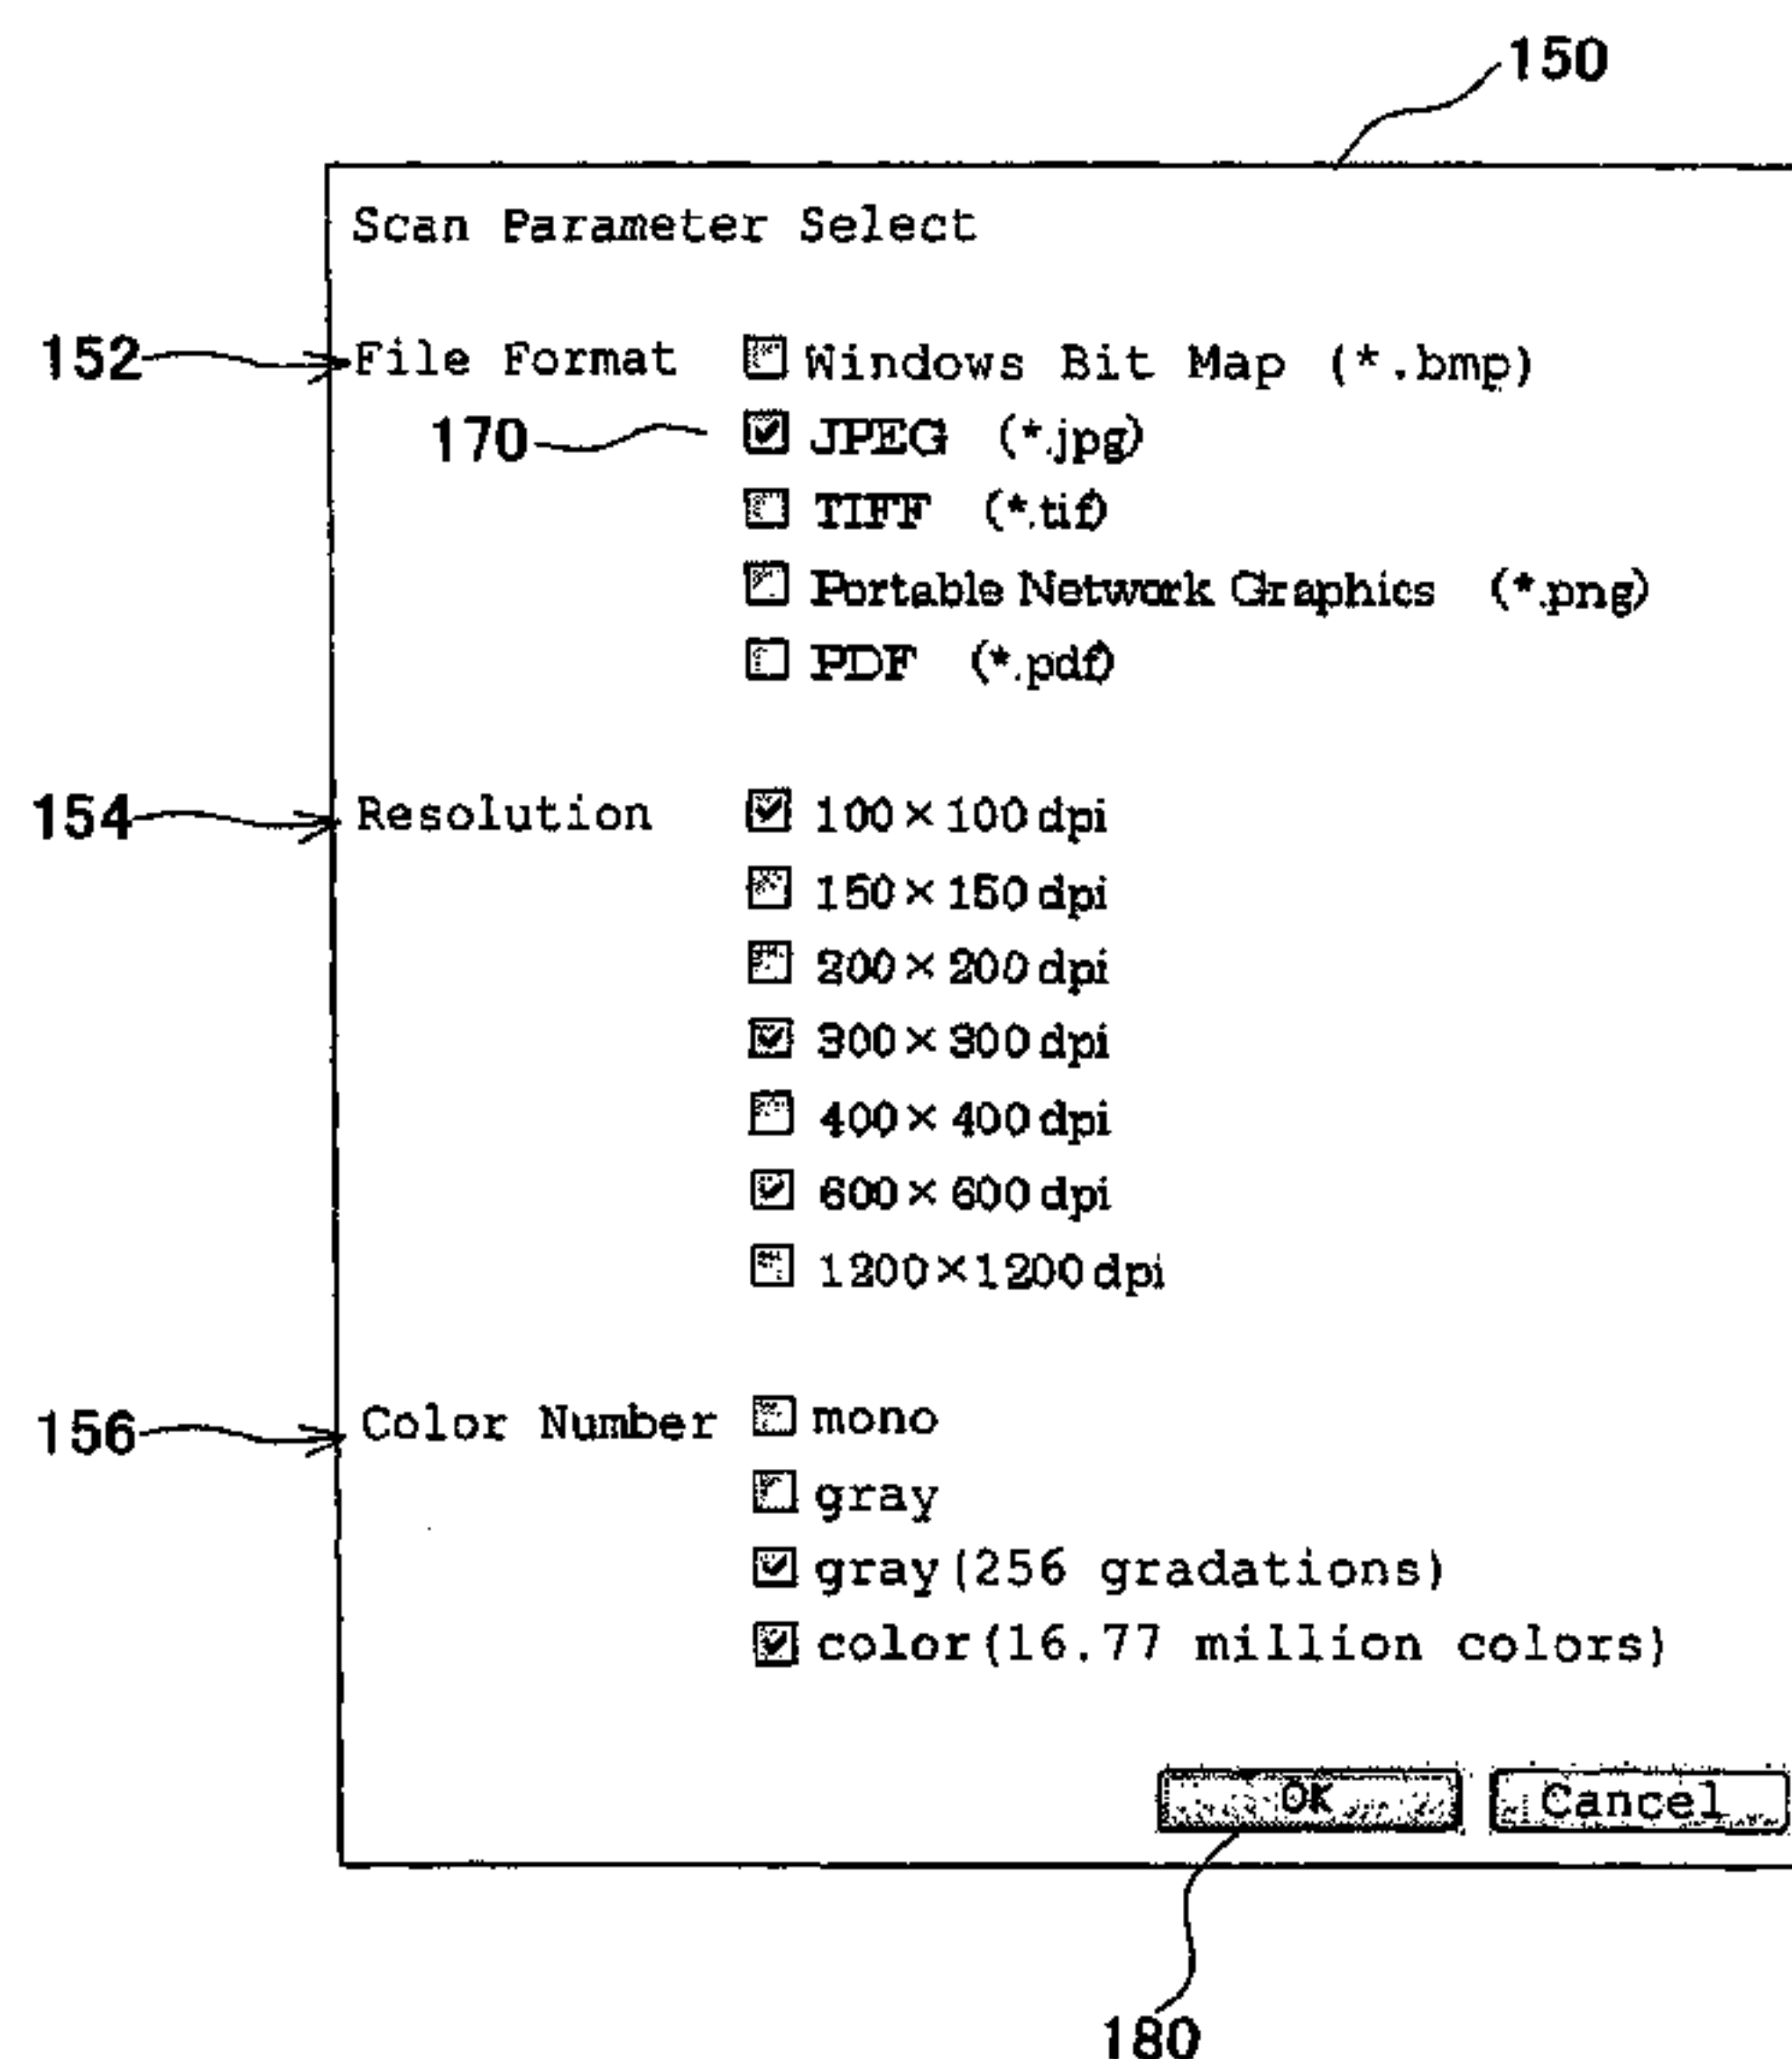 150
Scan Parameter Select
152 File Format Windows Bit Map (*.bmp)
170 JPEG (*.jpg)
TIFF (*.tif)
Portable Network Graphics (*.png)
PDF (*.pdf)
154 Resolution 100×100 dpi
150×150 dpi
200×200 dpi
300×300 dpi
400×400 dpi
600×600 dpi
1200×1200 dpi
156 Color Number mono
gray
gray(256 gradations)
color(16.77 million colors)
OK Cancel
180